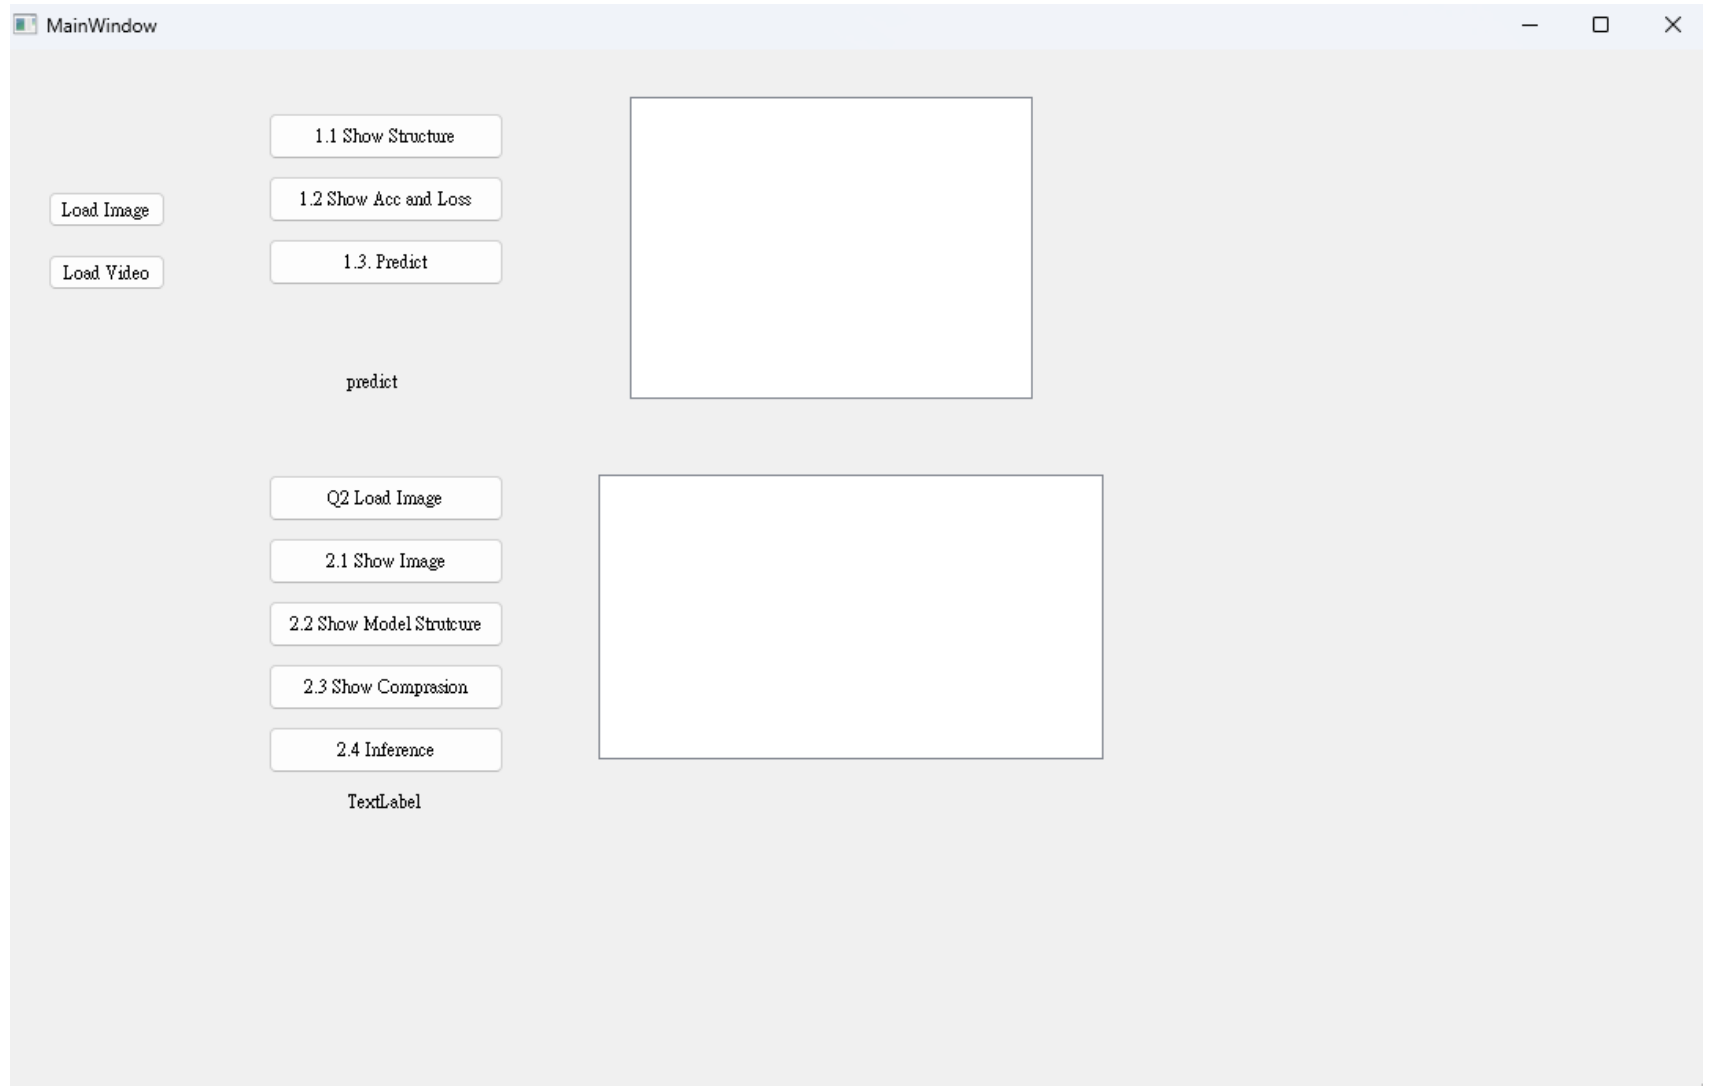 MainWindow
1.1 Show Structure
1.2 Show Acc and Loss
Load Image
1.3. Predict
Load Video
predict
Q2 Load Image
2.1 Show Image
2.2 Show Model Strutcure
2.3 Show Comprasion
2.4 Inference
TextLabel